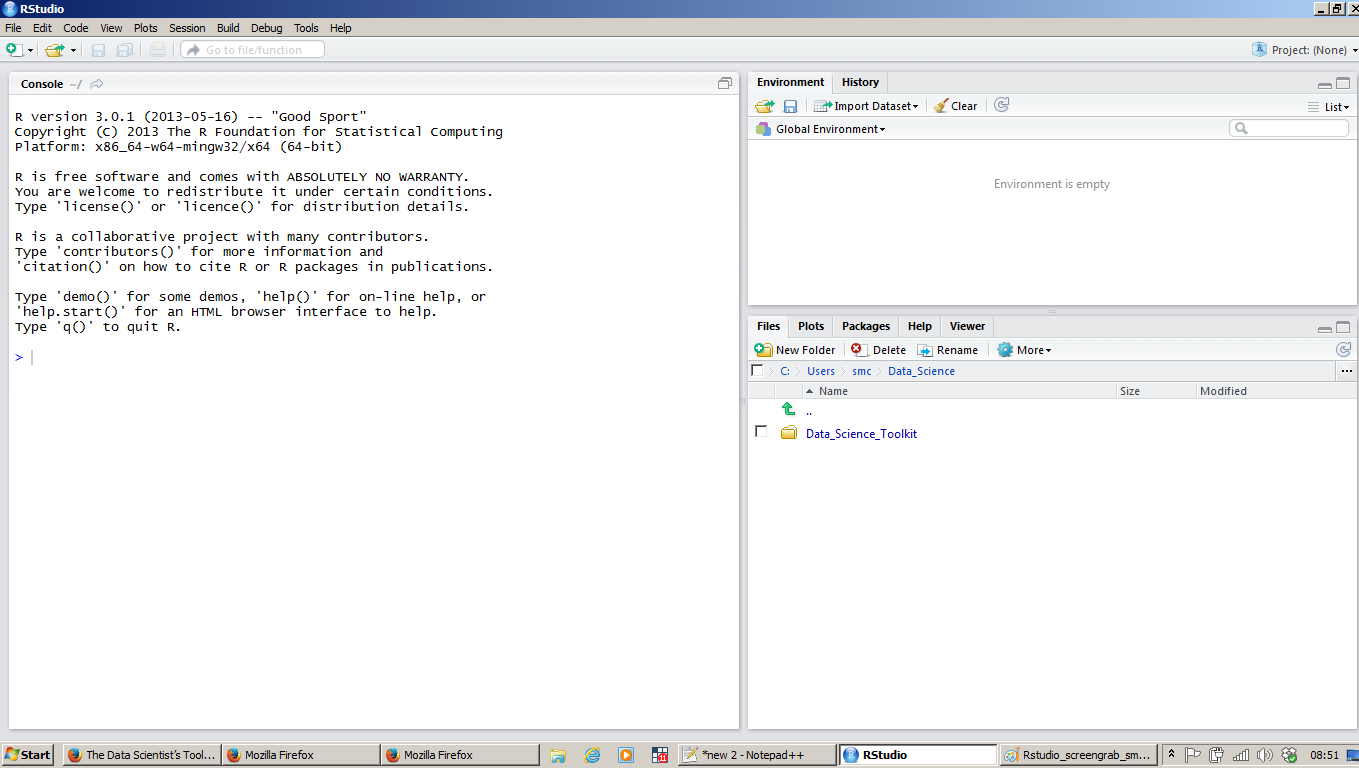 RStudio
File Edit Code View Plots Session Build Debug Tools Help
Go to file/function
Project: (None)
Console ~/
R version 3.0.1 (2013-05-16) -- "Good Sport"
Copyright (C) 2013 The R Foundation for Statistical Computing
Platform: x86_64-w64-mingw32/x64 (64-bit)
R is free software and comes with ABSOLUTELY NO WARRANTY.
You are welcome to redistribute it under certain conditions.
Type 'license()' or 'licence()' for distribution details.
R is a collaborative project with many contributors.
Type 'contributors()' for more information and
'citation()' on how to cite R or R packages in publications.
Type 'demo()' for some demos, 'help()' for on-line help, or
'help.start()' for an HTML browser interface to help.
Type 'q()' to quit R.
>
Environment History
Import Dataset Clear List
Global Environment
Environment is empty
Files Plots Packages Help Viewer
New Folder Delete Rename More
C: Users smc Data_Science ...
Name Size Modified
..
Data_Science_Toolkit
Start The Data Scientist's Tool... Mozilla Firefox Mozilla Firefox *new 2 - Notepad++ RStudio Rstudio_screengrab_sm... 08:51